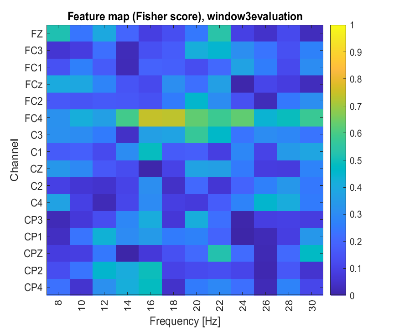 Feature map (Fisher score), window3evaluation
Channel
FZ
FC3
FC1
FCz
FC2
FC4
C3
C1
CZ
C2
C4
CP3
CP1
CPZ
CP2
CP4
8 10 12 14 16 18 20 22 24 26 28 30
Frequency [Hz]
1
0.9
0.8
0.7
0.6
0.5
0.4
0.3
0.2
0.1
0